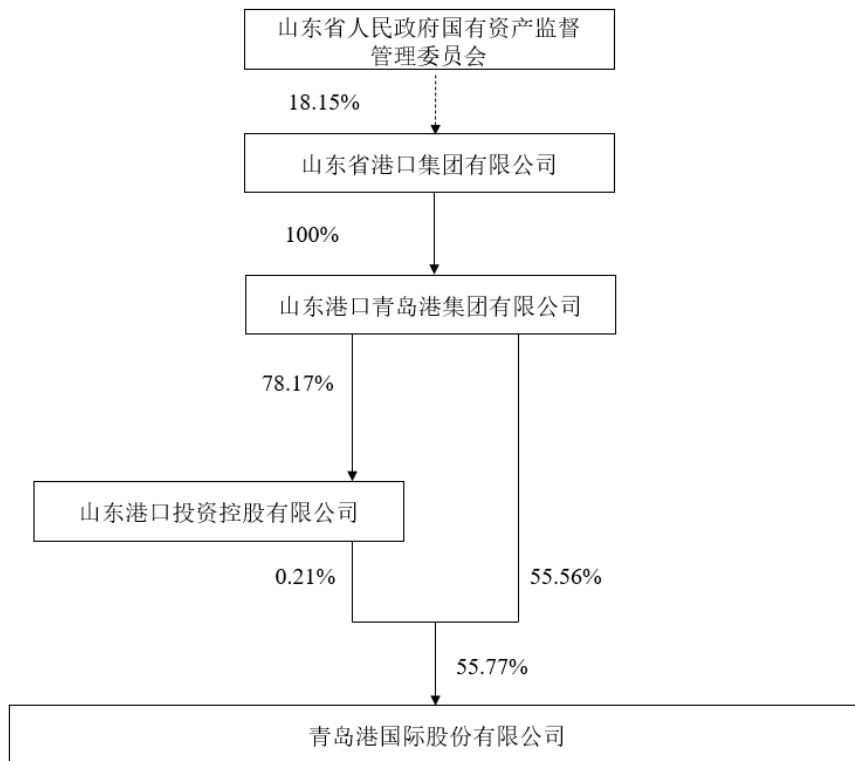 山东省人民政府国有资产监督
管理委员会
18.15%
山东省港口集团有限公司
100%
山东港口青岛港集团有限公司
78.17%
山东港口投资控股有限公司
0.21%
55.56%
55.77%
青岛港国际股份有限公司